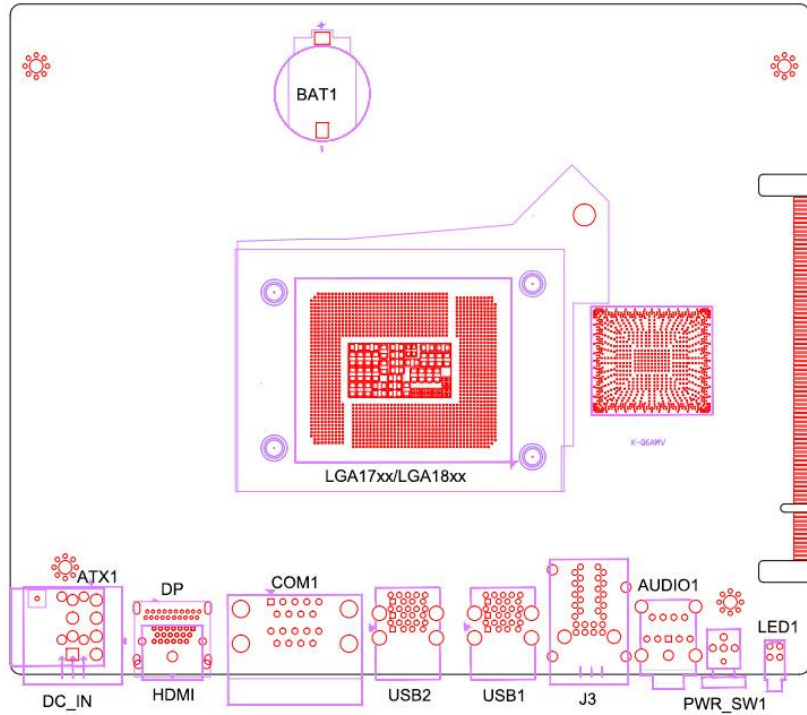 BAT1
K-Q6AMV
LGA17xx/LGA18xx
ATX1
DP
COM1
AUDIO1
LED1
DC_IN
HDMI
USB2
USB1
J3
PWR_SW1